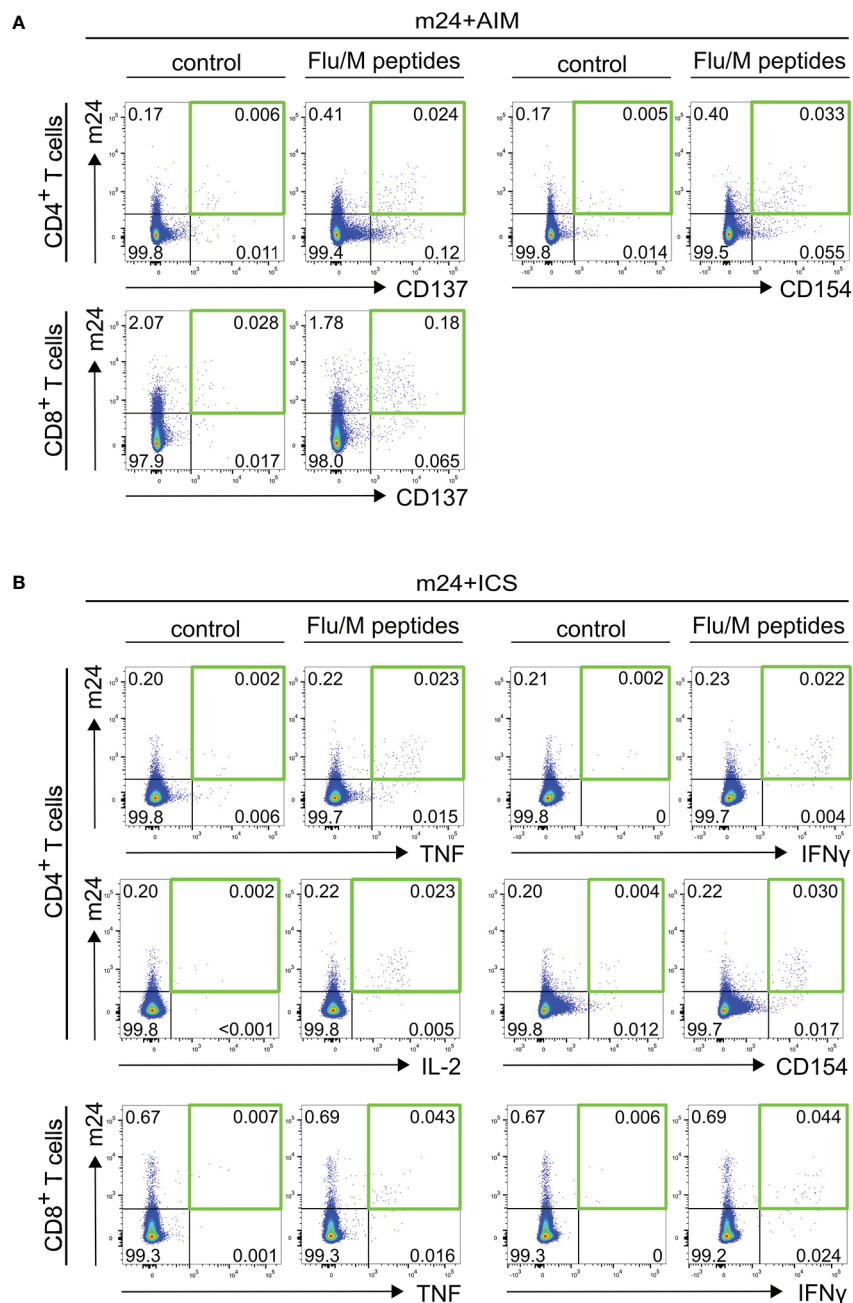 A
m24+AIM
control Flu/M peptides control Flu/M peptides
CD4+ T cells
m24
0.17 0.006 0.41 0.024 0.17 0.005 0.40 0.033
99.8 0.011 99.4 0.12 99.8 0.014 99.5 0.055
CD137 CD154
CD8+ T cells
m24
2.07 0.028 1.78 0.18
97.9 0.017 98.0 0.065
CD137
B
m24+ICS
control Flu/M peptides control Flu/M peptides
CD4+ T cells
m24
0.20 0.002 0.22 0.023 0.21 0.002 0.23 0.022
99.8 0.006 99.7 0.015 99.8 0 99.7 0.004
TNF IFNγ
m24
0.20 0.002 0.22 0.023 0.20 0.004 0.22 0.030
99.8 <0.001 99.8 0.005 99.8 0.012 99.7 0.017
IL-2 CD154
CD8+ T cells
m24
0.67 0.007 0.69 0.043 0.67 0.006 0.69 0.044
99.3 0.001 99.3 0.016 99.3 0 99.2 0.024
TNF IFNγ